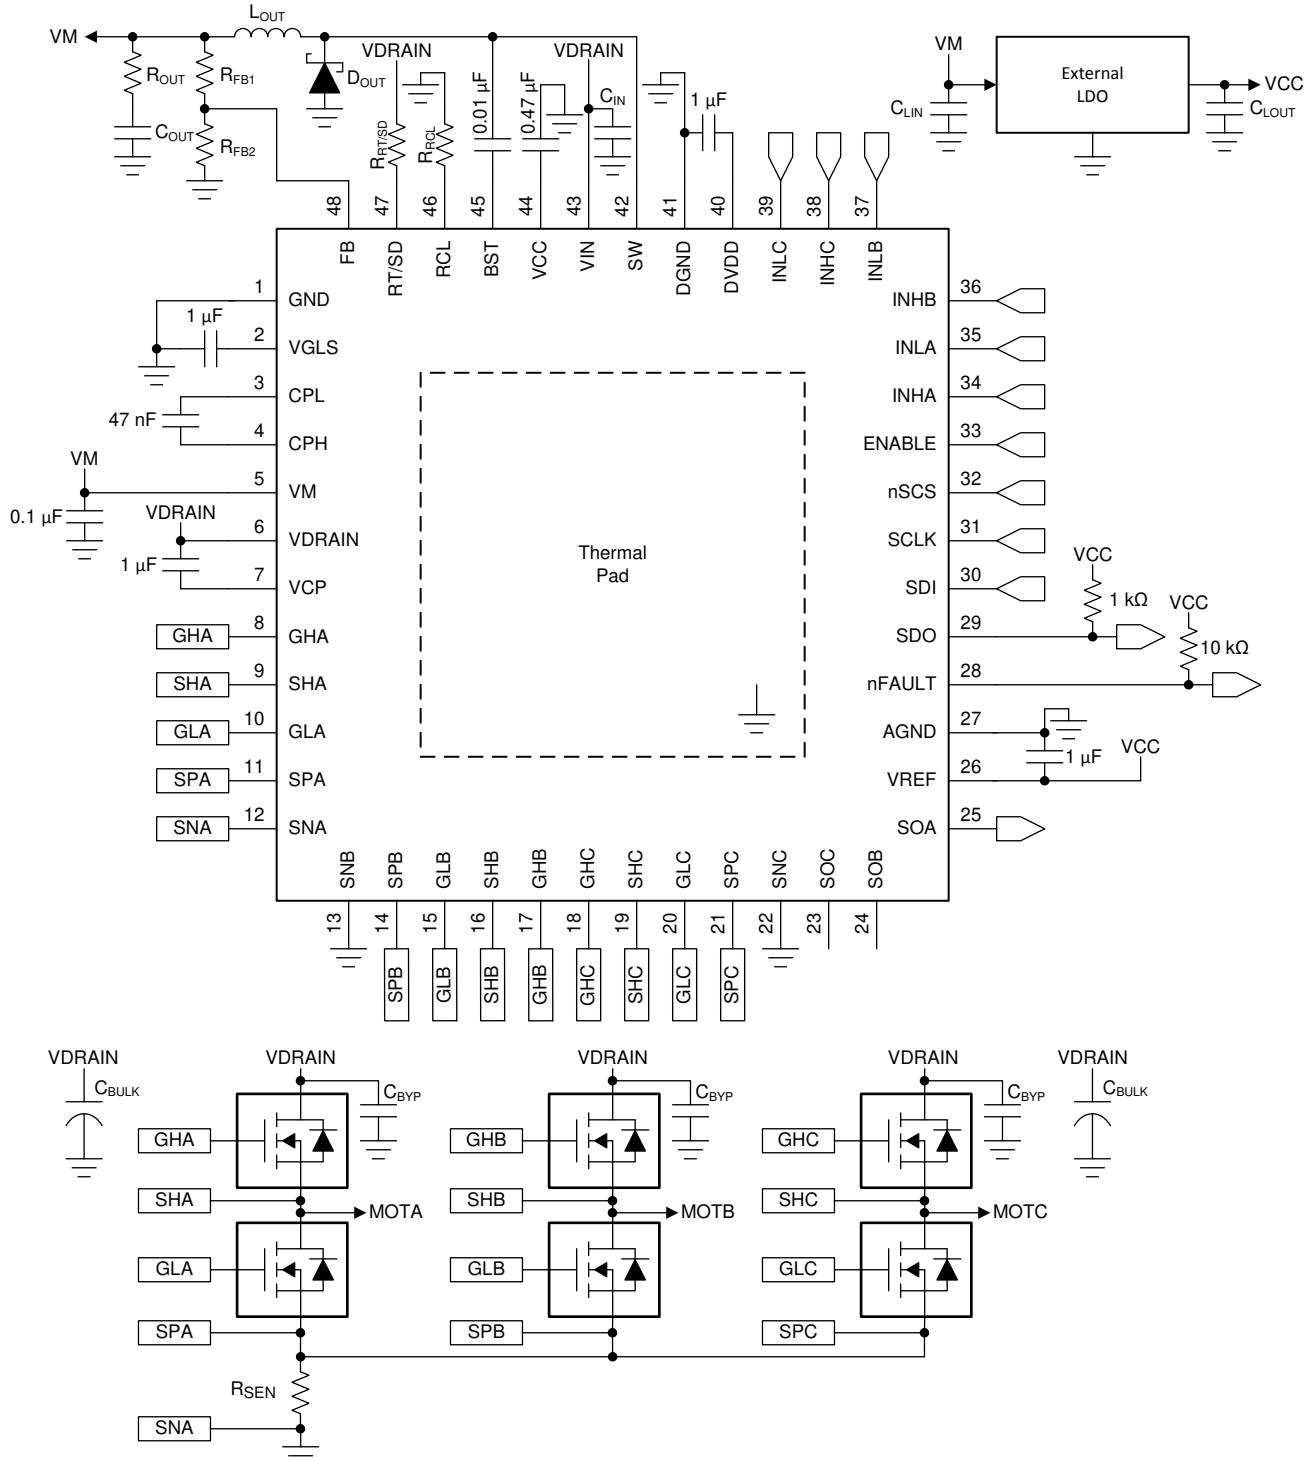 LOUT
VM
ROUT
RFB1
COUT
RFB2
DOUT
VDRAIN
RRT/SD
RRCL
0.01 µF
0.47 µF
VDRAIN
CIN
1 µF
VM
CLIN
External
LDO
VCC
CLOUT
48
47
46
45
44
43
42
41
40
39
38
37
FB
RT/SD
RCL
BST
VCC
VIN
SW
DGND
DVDD
INLC
INHC
INLB
1
GND
1 µF
2
VGLS
3
CPL
47 nF
4
CPH
VM
5
VM
0.1 µF
VDRAIN
6
VDRAIN
1 µF
7
VCP
GHA
8
GHA
SHA
9
SHA
GLA
10
GLA
SPA
11
SPA
SNA
12
SNA
Thermal
Pad
INHB
36
INLA
35
INHA
34
ENABLE
33
nSCS
32
SCLK
31
SDI
30
VCC
1 kΩ
SDO
29
VCC
10 kΩ
nFAULT
28
AGND
27
1 µF
VCC
VREF
26
SOA
25
SNB
SPB
GLB
SHB
GHB
GHC
SHC
GLC
SPC
SNC
SOC
SOB
13
14
15
16
17
18
19
20
21
22
23
24
SPB
GLB
SHB
GHB
GHC
SHC
GLC
SPC
VDRAIN
CBULK
VDRAIN
CBYP
GHA
SHA
MOTA
GLA
SPA
RSEN
SNA
VDRAIN
CBYP
GHB
SHB
MOTB
GLB
SPB
VDRAIN
CBYP
GHC
SHC
MOTC
GLC
SPC
VDRAIN
CBULK